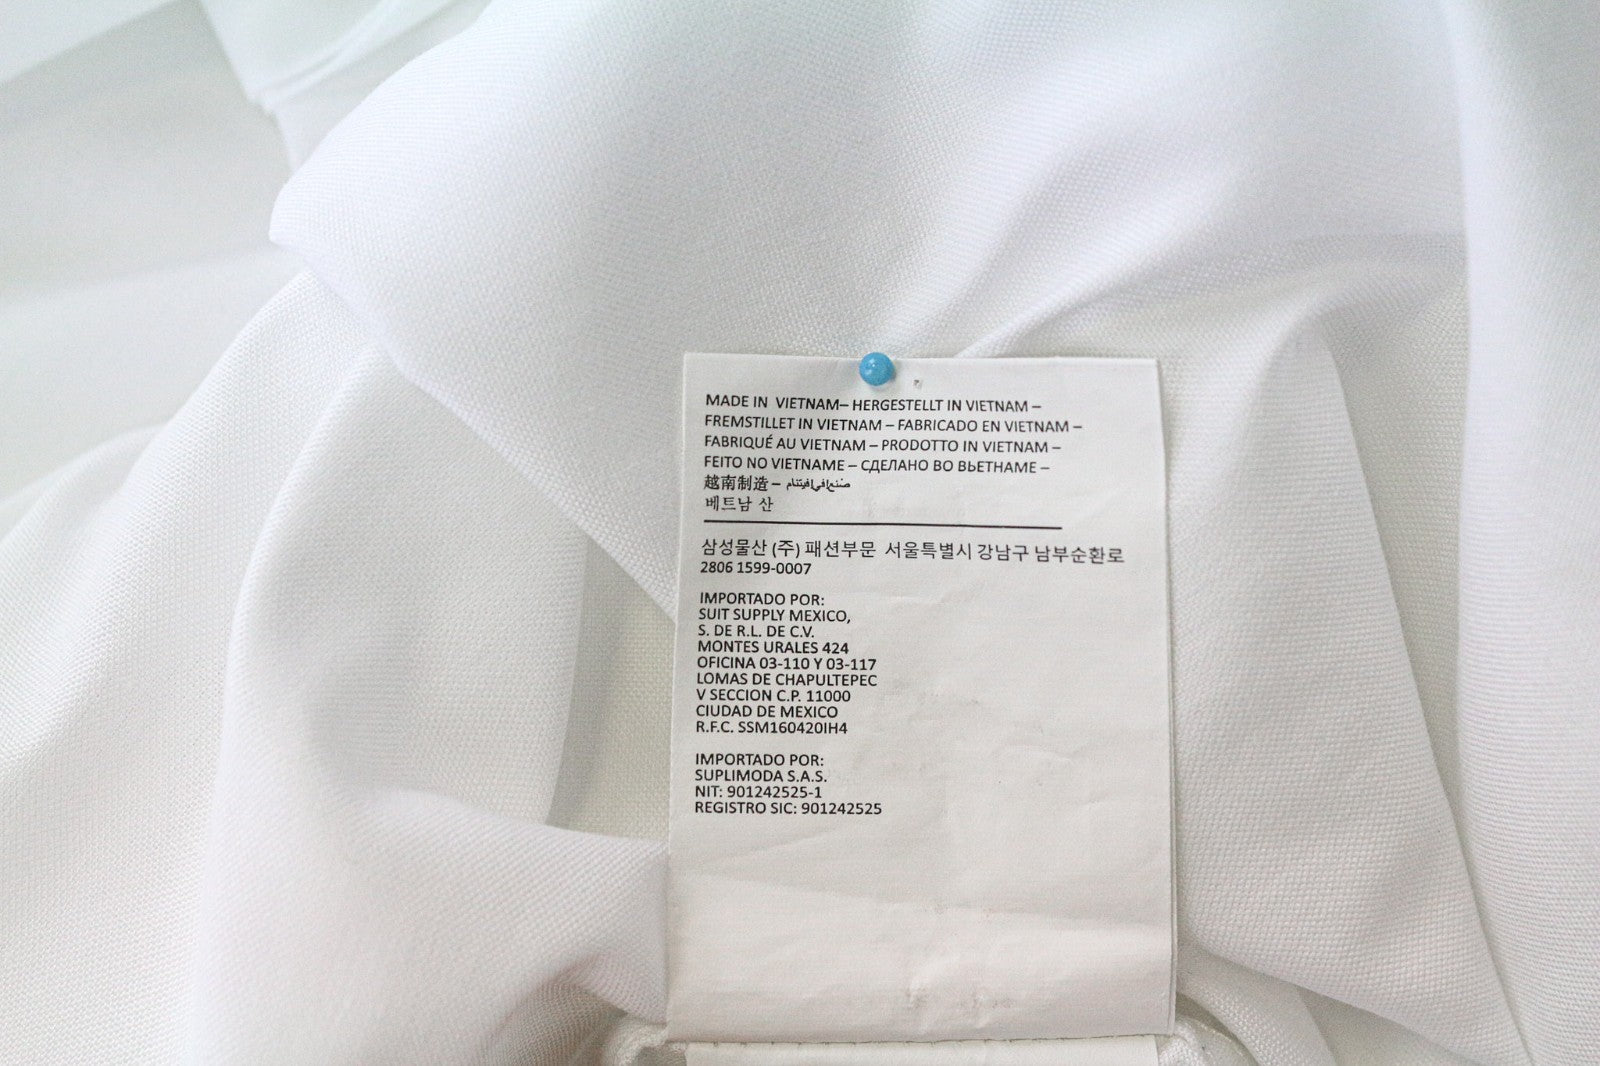 MADE IN VIETNAM– HERGESTELLT IN VIETNAM –
FREMSTILLET IN VIETNAM – FABRICADO EN VIETNAM –
FABRIQUÉ AU VIETNAM – PRODOTTO IN VIETNAM –
FEITO NO VIETNAME – СДЕЛАНО ВО ВЬЕТНАМЕ –
越南制造 –
베트남 산
삼성물산 (주) 패션부문 서울특별시 강남구 남부순환로
2806 1599-0007
IMPORTADO POR:
SUIT SUPPLY MEXICO,
S. DE R.L. DE C.V.
MONTES URALES 424
OFICINA 03-110 Y 03-117
LOMAS DE CHAPULTEPEC
V SECCION C.P. 11000
CIUDAD DE MEXICO
R.F.C. SSM160420IH4
IMPORTADO POR:
SUPLIMODA S.A.S.
NIT: 901242525-1
REGISTRO SIC: 901242525